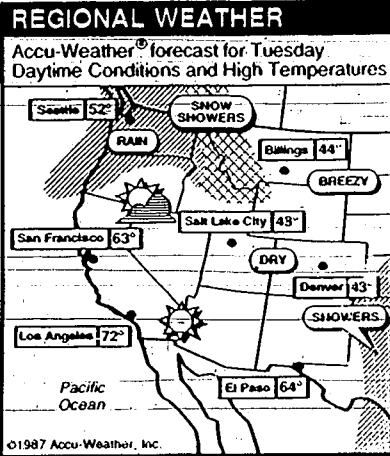 REGIONAL WEATHER
Accu-Weather® forecast for Tuesday
Daytime Conditions and High Temperatures
Seattle 52°
SNOW
SHOWERS
RAIN
Billings 44°
BREEZY
Salt Lake City 43°
San Francisco 63°
DRY
Denver 43°
SHOWERS
Los Angeles 72°
El Paso 64°
Pacific
Ocean
©1987 Accu-Weather, Inc.